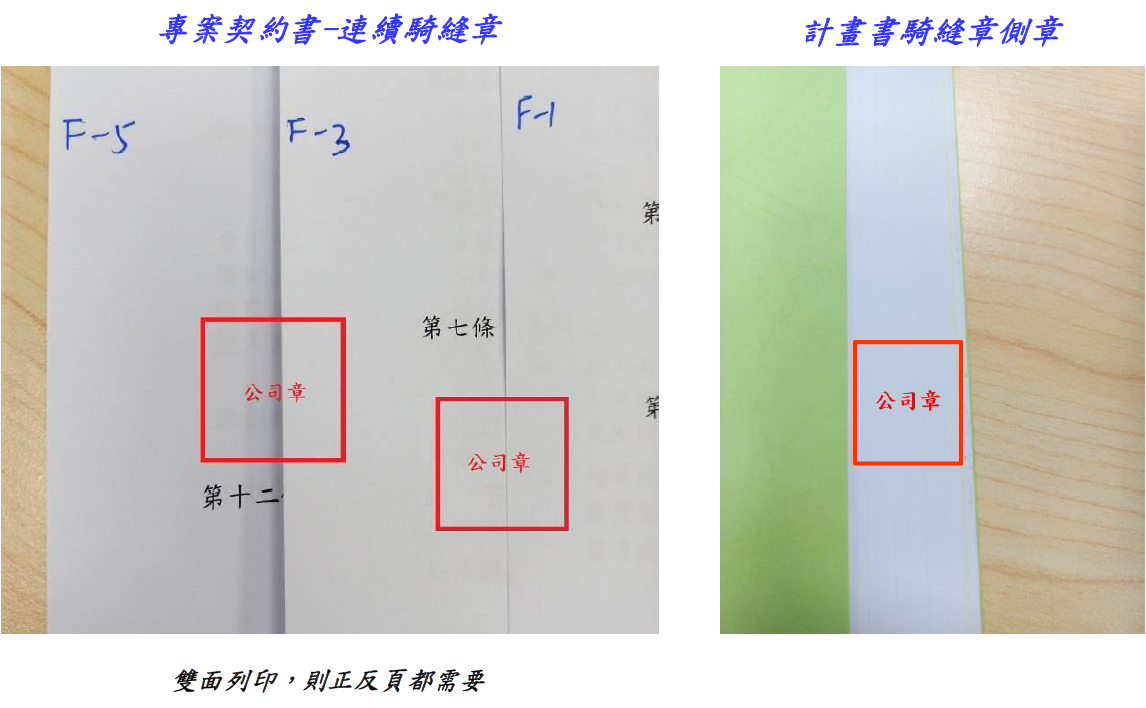 專案契約書-連續騎縫章
計畫書騎縫章側章
F-5
F-3
F-1
第
第七條
公司章
第
公司章
第十二
公司章
雙面列印，則正反頁都需要